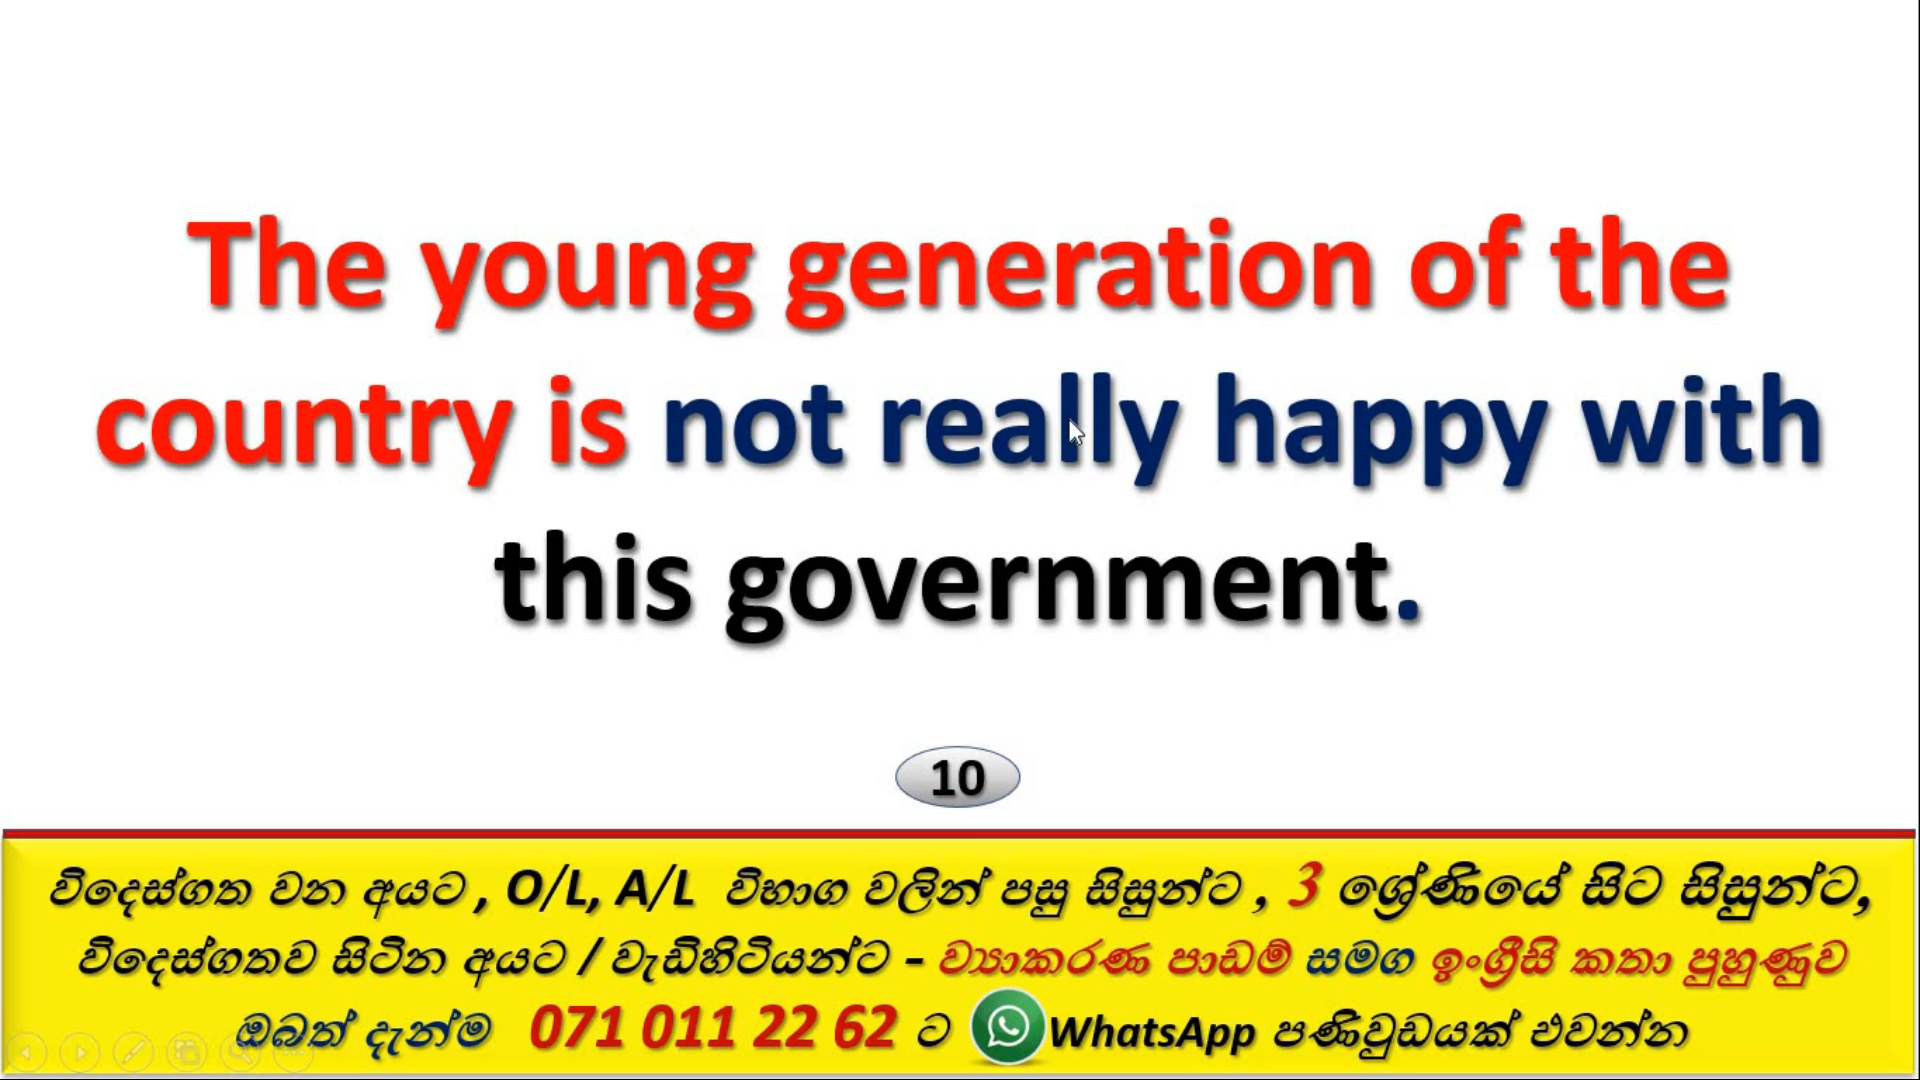 The young generation of the
country is not really happy with
this government.
10
විදෙස්ගත වන අයට , O/L, A/L විභාග වලින් පසු සිසුන්ට , 3 ශ්‍රේණියේ සිට සිසුන්ට,
විදෙස්ගතව සිටින අයට / වැඩිහිටියන්ට – ව්‍යාකරණ පාඩම් සමග ඉංග්‍රීසි කතා පුහුණුව
ඔබත් දැන්ම 071 011 22 62 ට WhatsApp පණිවුඩයක් එවන්න